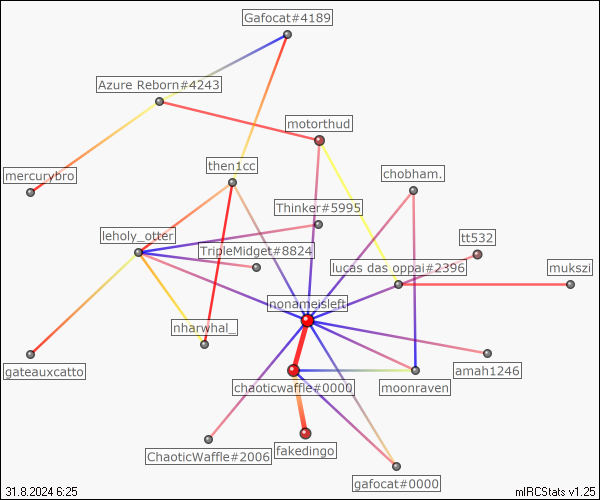 Gafocat#4189
Azure Reborn#4243
motorthud
then1cc
chobham.
mercurybro
Thinker#5995
leholy_otter
tt532
TripleMidget#8824
lucas das oppai#2396
mukszi
nonameisleft
nharwhal_
gateauxcatto
amah1246
chaoticwaffle#0000
moonraven
fakedingo
ChaoticWaffle#2006
gafocat#0000
31.8.2024 6:25
mIRCStats v1.25